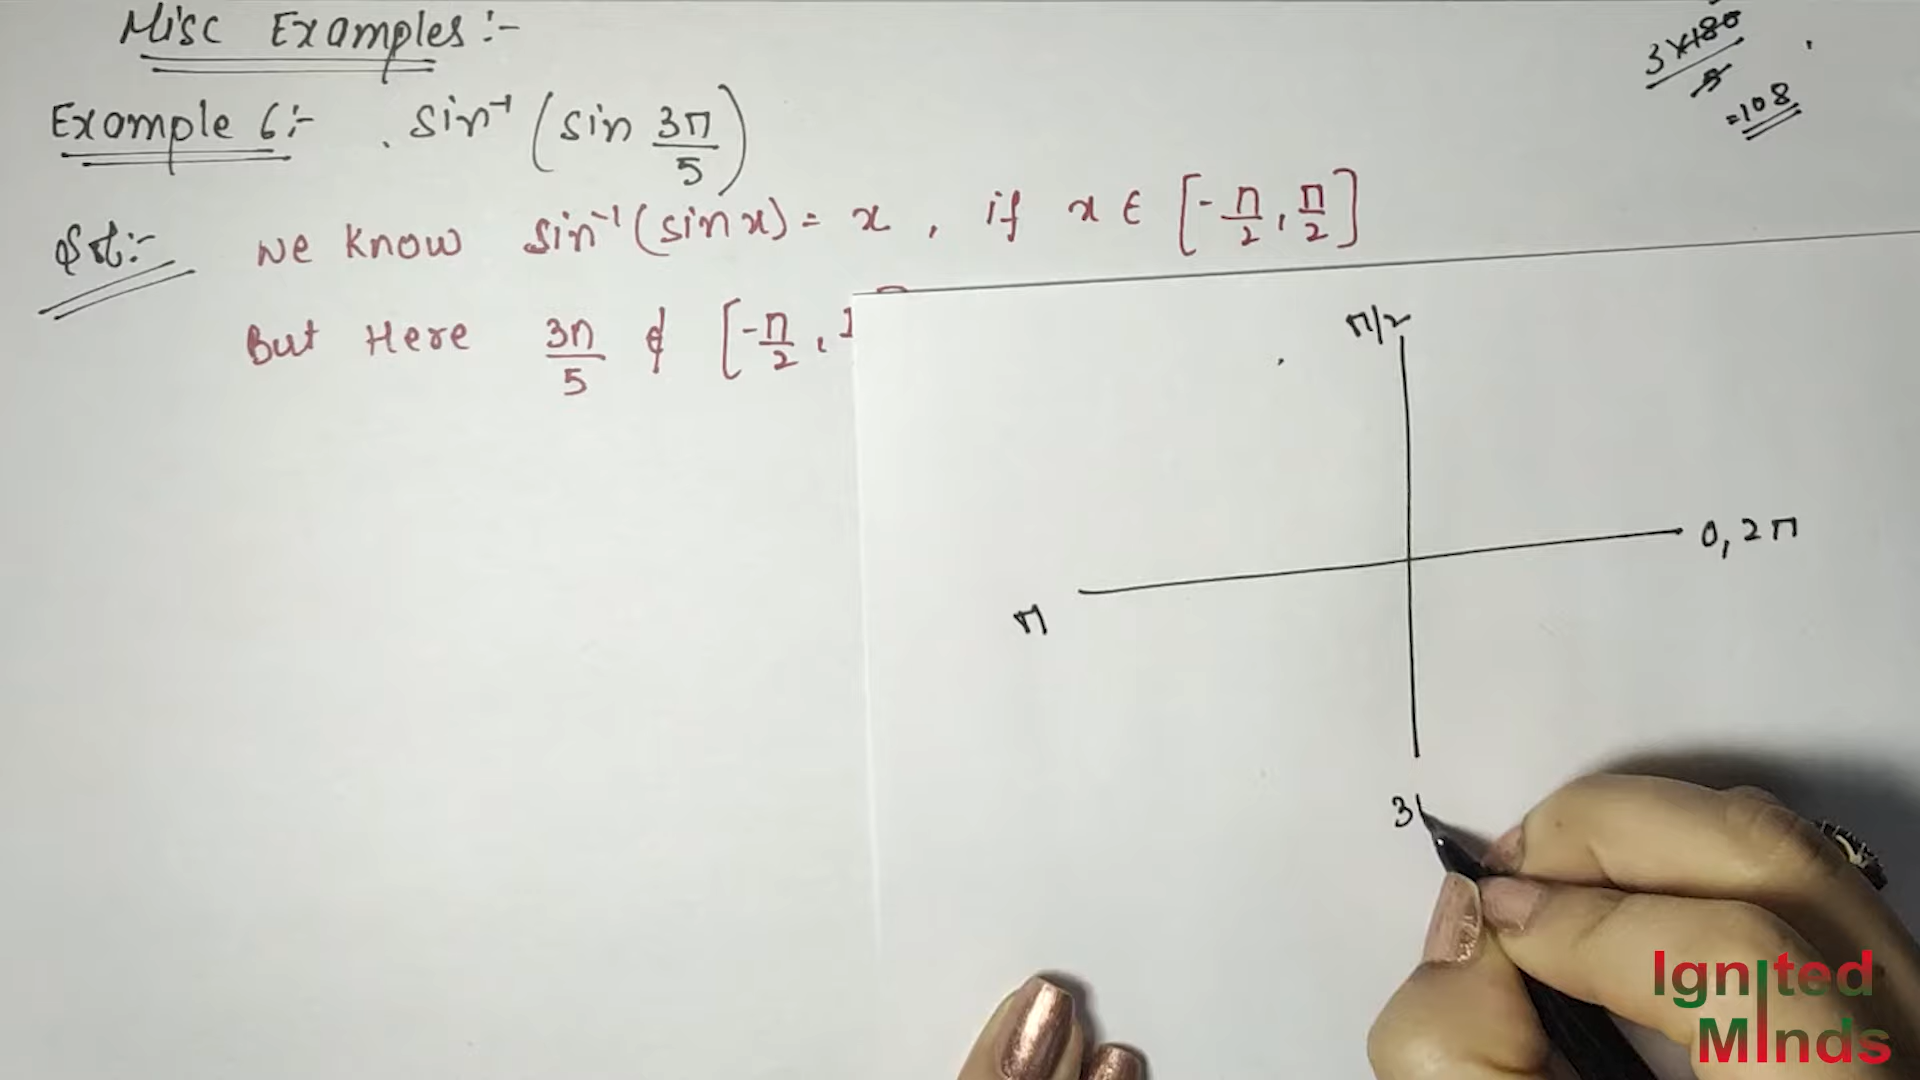 Misc Examples:-
3×180
5
=108
Example 6:- sin⁻¹(sin 3π/5)
We know sin⁻¹(sin x) = x, if x ∈ [-π/2, π/2]
But Here 3π/5 ∉ [-π/2,
π/2
0, 2π
π
3
Ignited
Minds